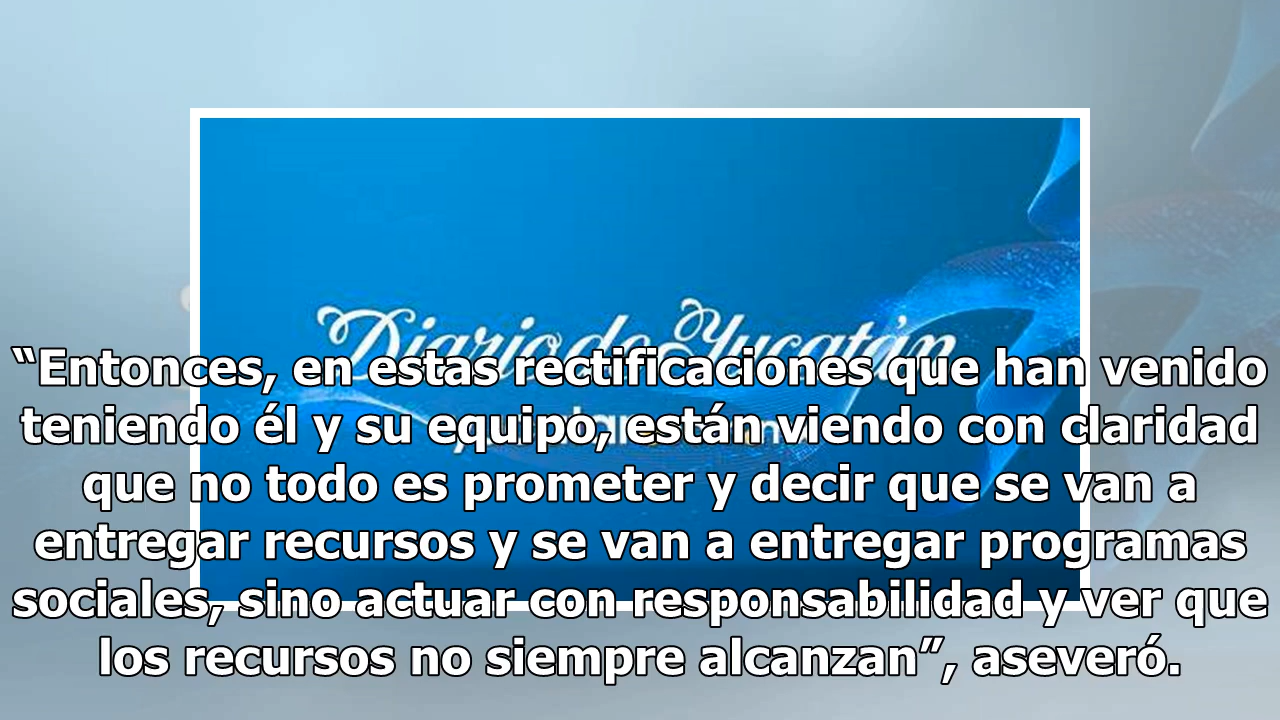 Diario de Yucatán
“Entonces, en estas rectificaciones que han venido
teniendo él y su equipo, están viendo con claridad
que no todo es prometer y decir que se van a
entregar recursos y se van a entregar programas
sociales, sino actuar con responsabilidad y ver que
los recursos no siempre alcanzan”, aseveró.